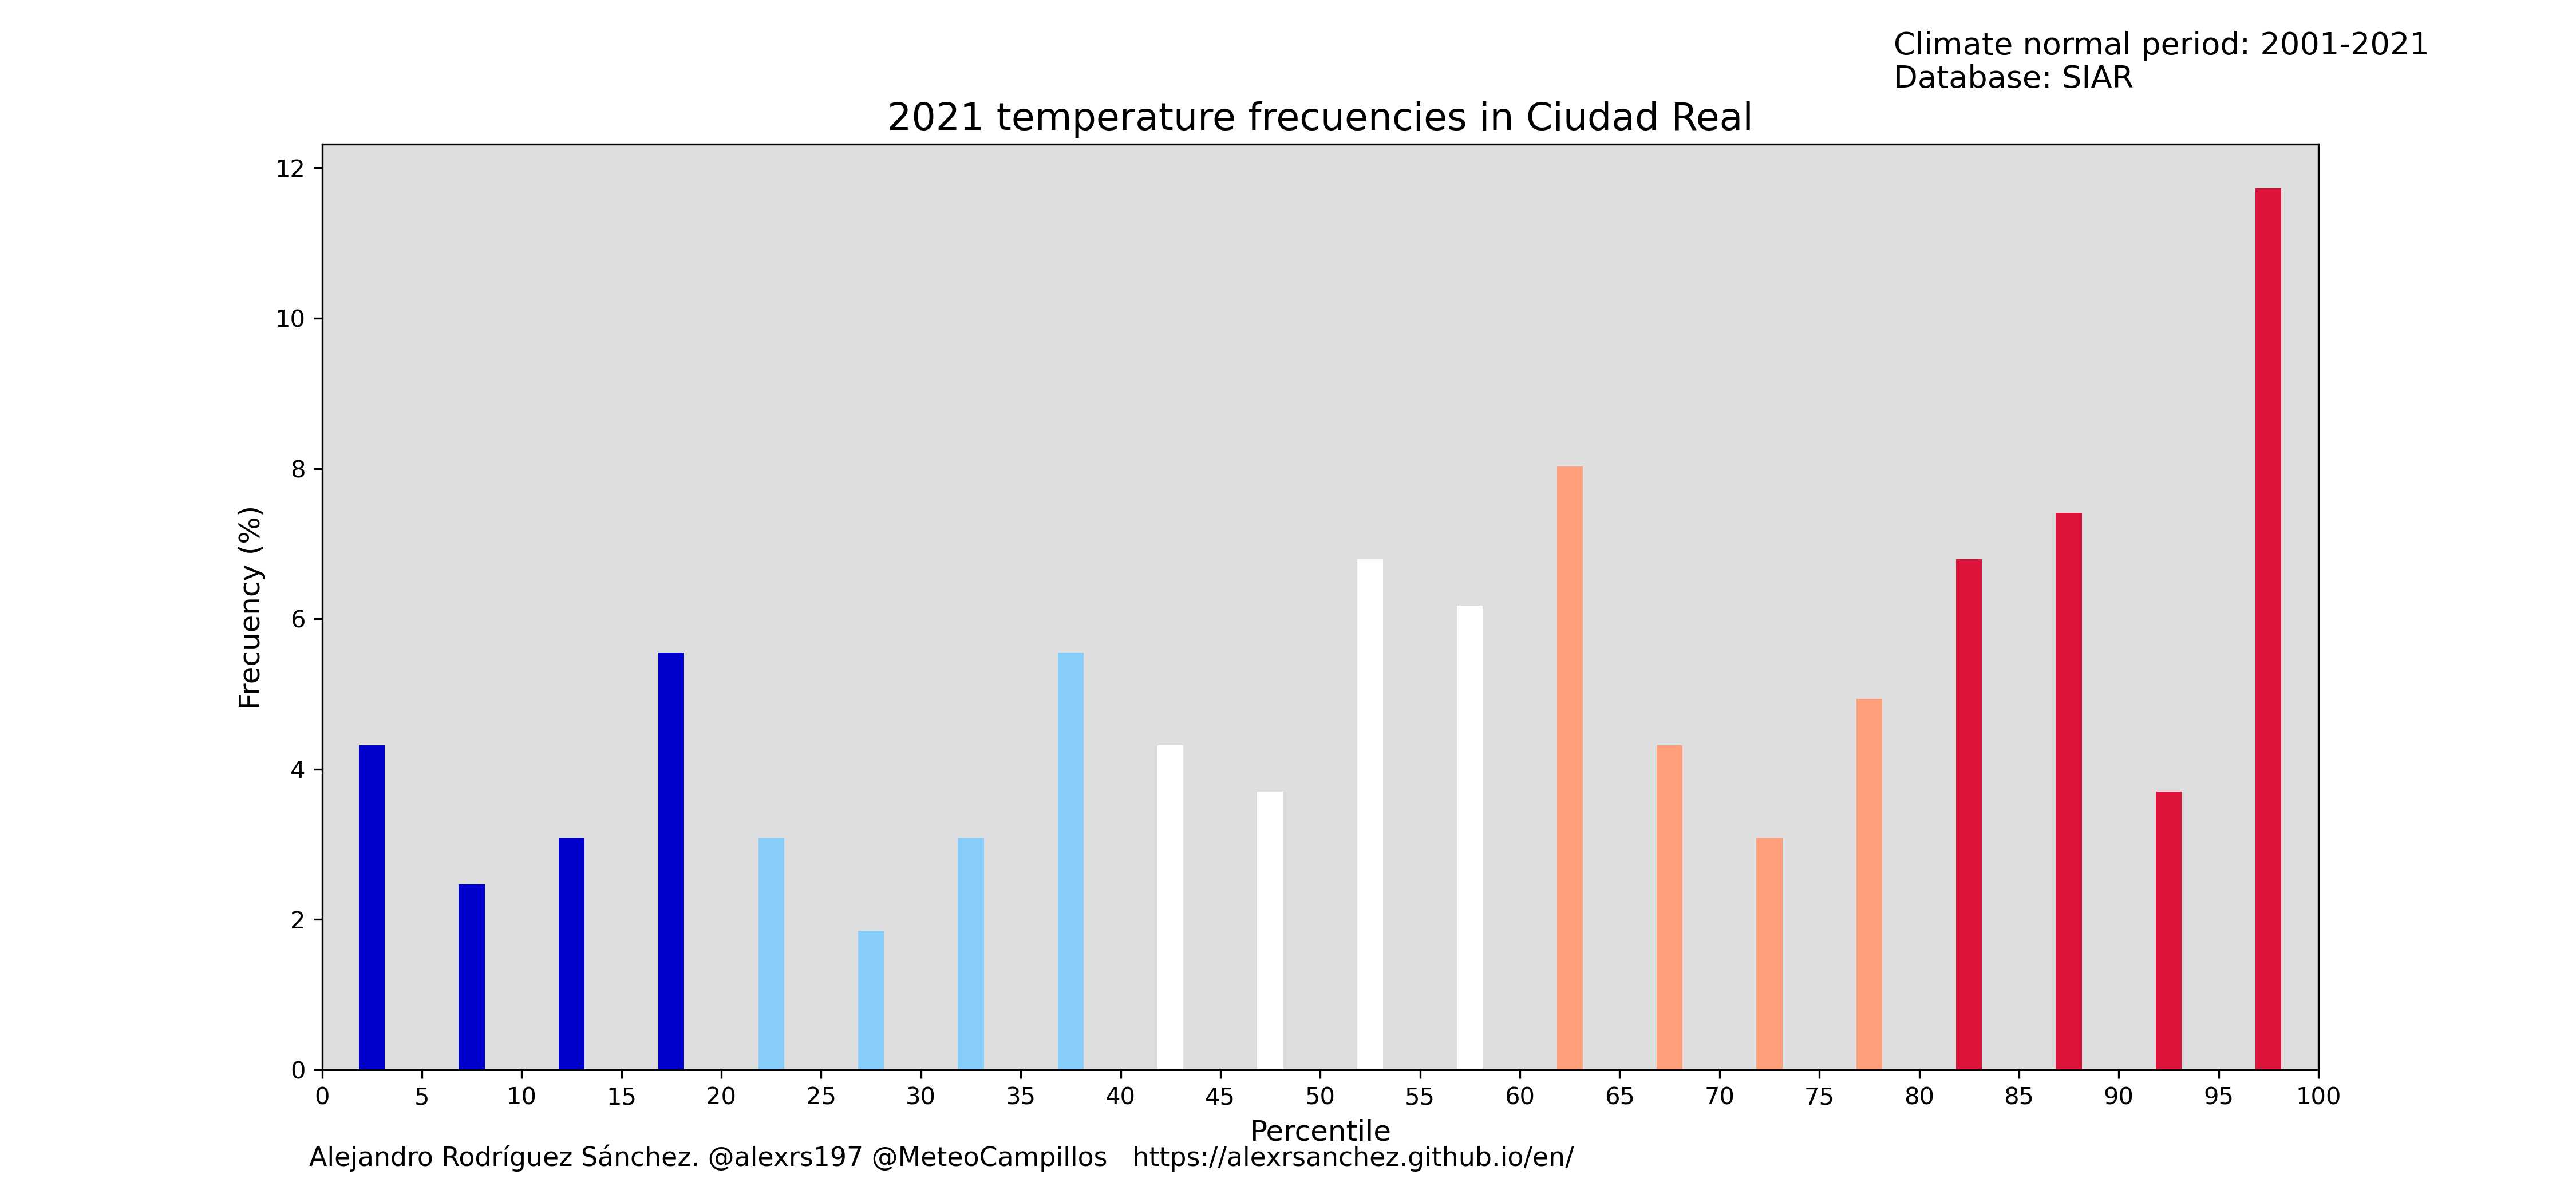 Climate normal period: 2001-2021
Database: SIAR
2021 temperature frecuencies in Ciudad Real
12
10
8
6
4
2
0
Frecuency (%)
0 5 10 15 20 25 30 35 40 45 50 55 60 65 70 75 80 85 90 95 100
Percentile
Alejandro Rodríguez Sánchez. @alexrs197 @MeteoCampillos https://alexrsanchez.github.io/en/